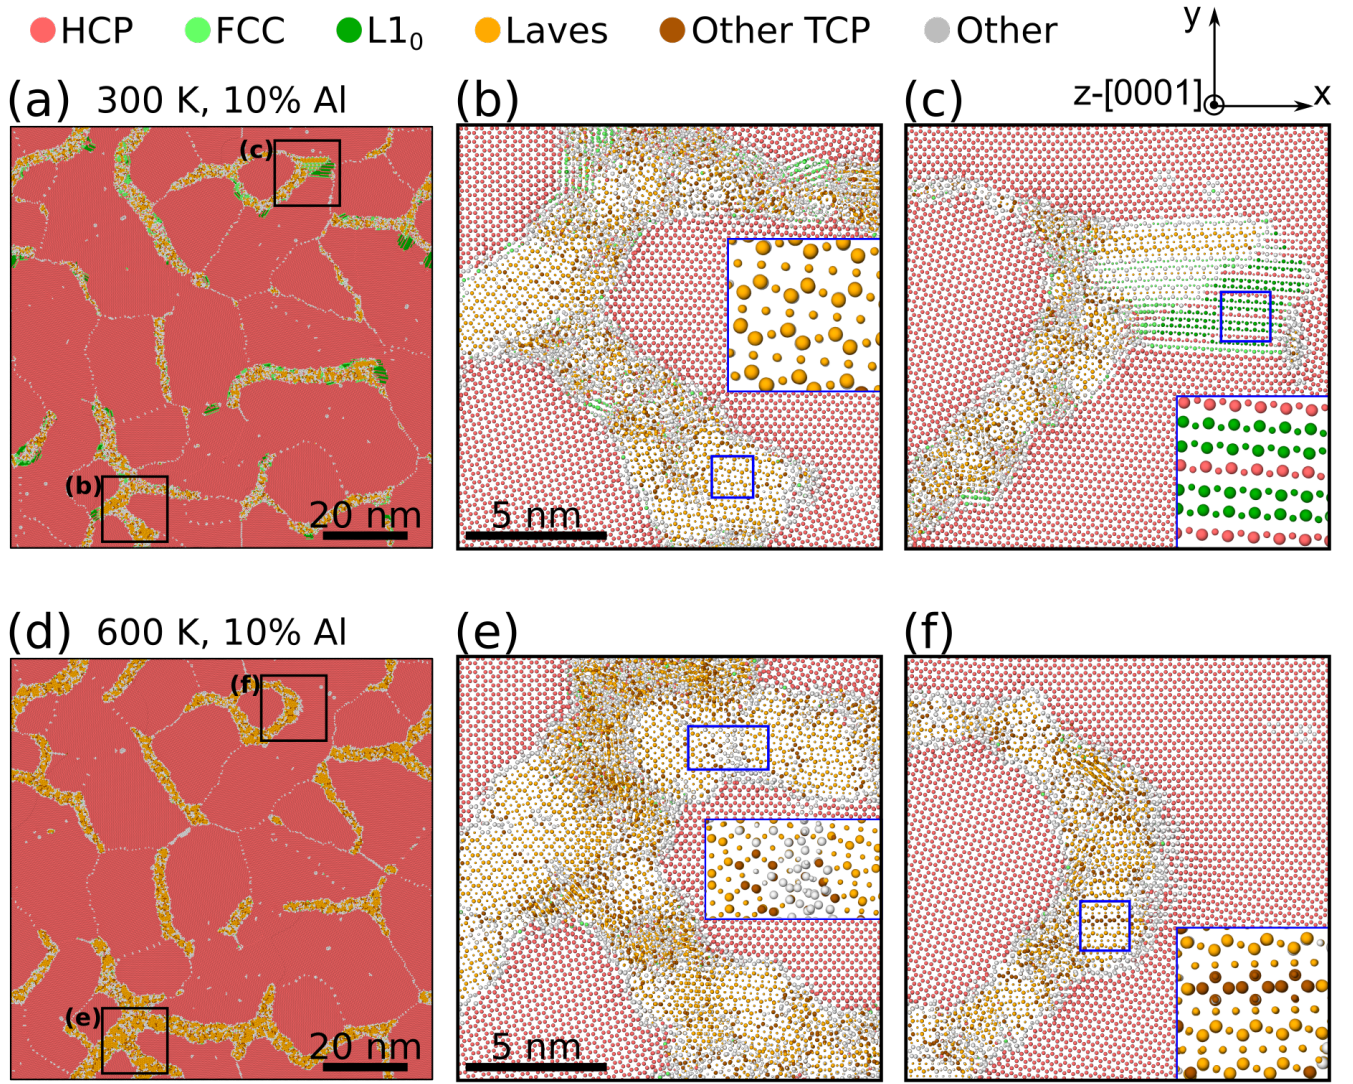 HCP FCC L1₀ Laves Other TCP Other
y
z-[0001] x
(a) 300 K, 10% Al (b) (c)
(c)
(b)
20 nm 5 nm
(d) 600 K, 10% Al (e) (f)
(f)
(e)
20 nm 5 nm